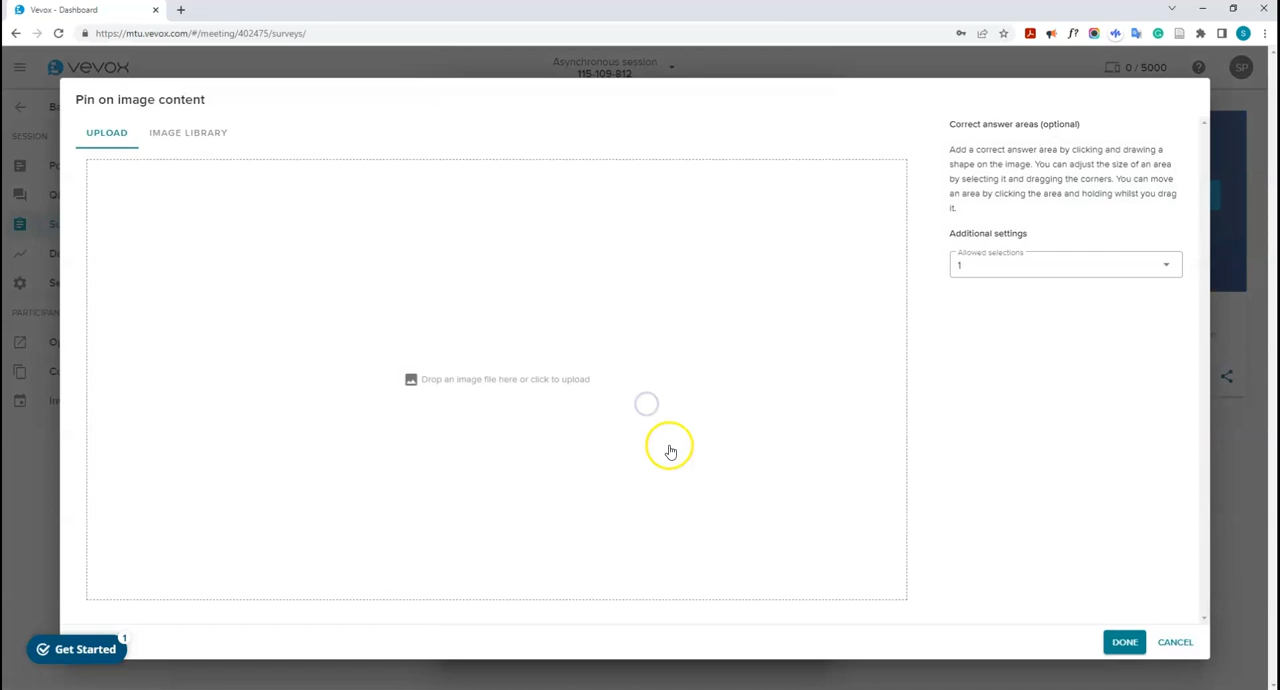 Vevox - Dashboard
https://mtu.vevox.com/#/meeting/402475/surveys/
vevox
Asynchronous session
115-109-812
0 / 5000
SP
Pin on image content
UPLOAD
IMAGE LIBRARY
SESSION
PARTICIPAN
Drop an image file here or click to upload
Correct answer areas (optional)
Add a correct answer area by clicking and drawing a
shape on the image. You can adjust the size of an area
by selecting it and dragging the corners. You can move
an area by clicking the area and holding whilst you drag
it.
Additional settings
Allowed selections
1
Get Started
1
DONE
CANCEL